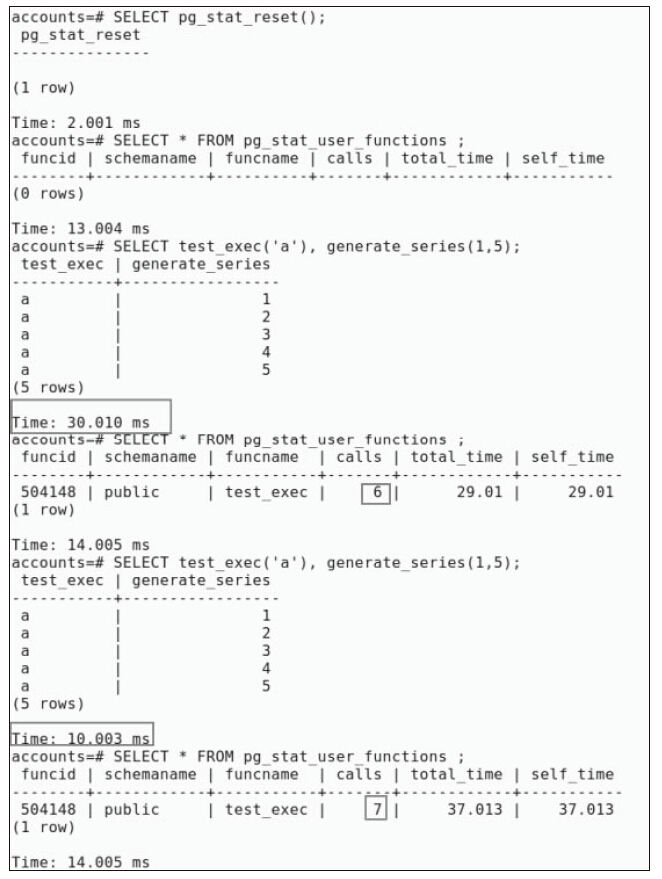 accounts=# SELECT pg_stat_reset();
 pg_stat_reset
---------------

(1 row)

Time: 2.001 ms
accounts=# SELECT * FROM pg_stat_user_functions ;
 funcid | schemaname | funcname | calls | total_time | self_time
--------+------------+----------+-------+------------+-----------
(0 rows)

Time: 13.004 ms
accounts=# SELECT test_exec('a'), generate_series(1,5);
 test_exec | generate_series
-----------+-----------------
 a         |               1
 a         |               2
 a         |               3
 a         |               4
 a         |               5
(5 rows)

Time: 30.010 ms
accounts=# SELECT * FROM pg_stat_user_functions ;
 funcid | schemaname | funcname  | calls | total_time | self_time
--------+------------+-----------+-------+------------+-----------
 504148 | public     | test_exec |     6 |      29.01 |     29.01
(1 row)

Time: 14.005 ms
accounts=# SELECT test_exec('a'), generate_series(1,5);
 test_exec | generate_series
-----------+-----------------
 a         |               1
 a         |               2
 a         |               3
 a         |               4
 a         |               5
(5 rows)

Time: 10.003 ms
accounts=# SELECT * FROM pg_stat_user_functions ;
 funcid | schemaname | funcname  | calls | total_time | self_time
--------+------------+-----------+-------+------------+-----------
 504148 | public     | test_exec |     7 |     37.013 |    37.013
(1 row)

Time: 14.005 ms